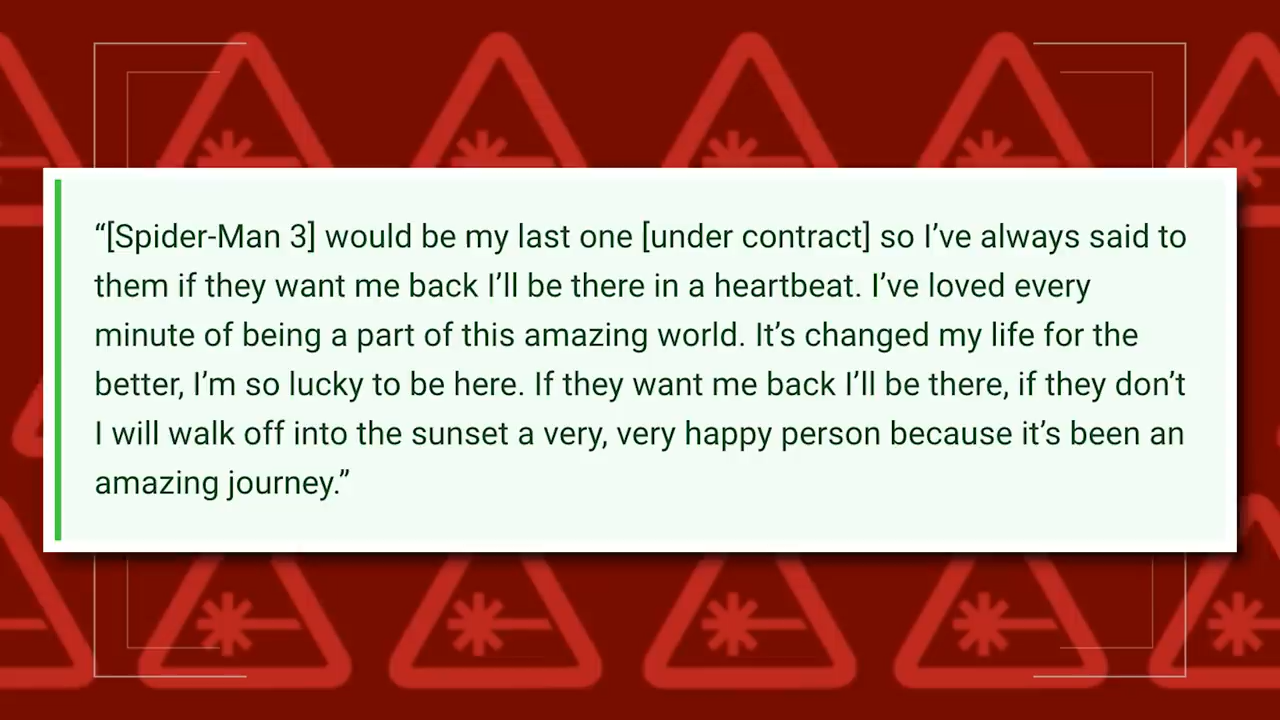 “[Spider-Man 3] would be my last one [under contract] so I’ve always said to
them if they want me back I’ll be there in a heartbeat. I’ve loved every
minute of being a part of this amazing world. It’s changed my life for the
better, I’m so lucky to be here. If they want me back I’ll be there, if they don’t
I will walk off into the sunset a very, very happy person because it’s been an
amazing journey.”